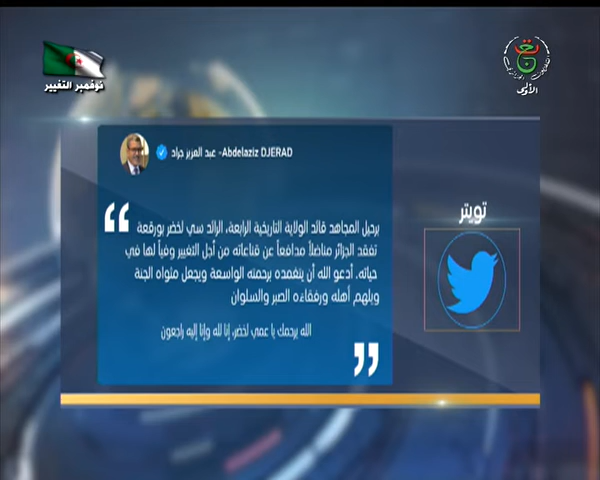 نوفمبر التغيير
الأولى
عبد العزيز جراد -Abdelaziz DJERAD
تويتر
برحيل المجاهد قائد الولاية التاريخية الرابعة، الرائد سي لخضر بورقعة
تفقد الجزائر مناضلاً مدافعاً عن قناعاته من أجل التغيير وفياً لها في
حياته. أدعو الله أن يتغمده برحمته الواسعة ويجعل مثواه الجنة
ويلهم أهله ورفقاءه الصبر والسلوان
الله يرحمك يا عمي لخضر، إنا لله وإنا إليه راجعون